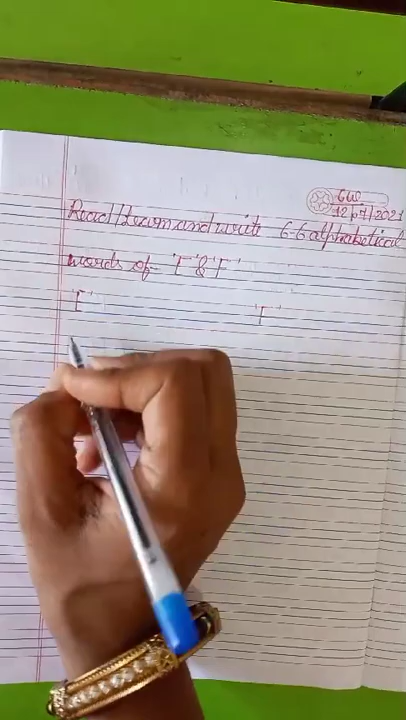 CW
12/07/2021
Read/Learn and write 6-6 alphabetical
words of 'E' & 'F'
'E' 'F'